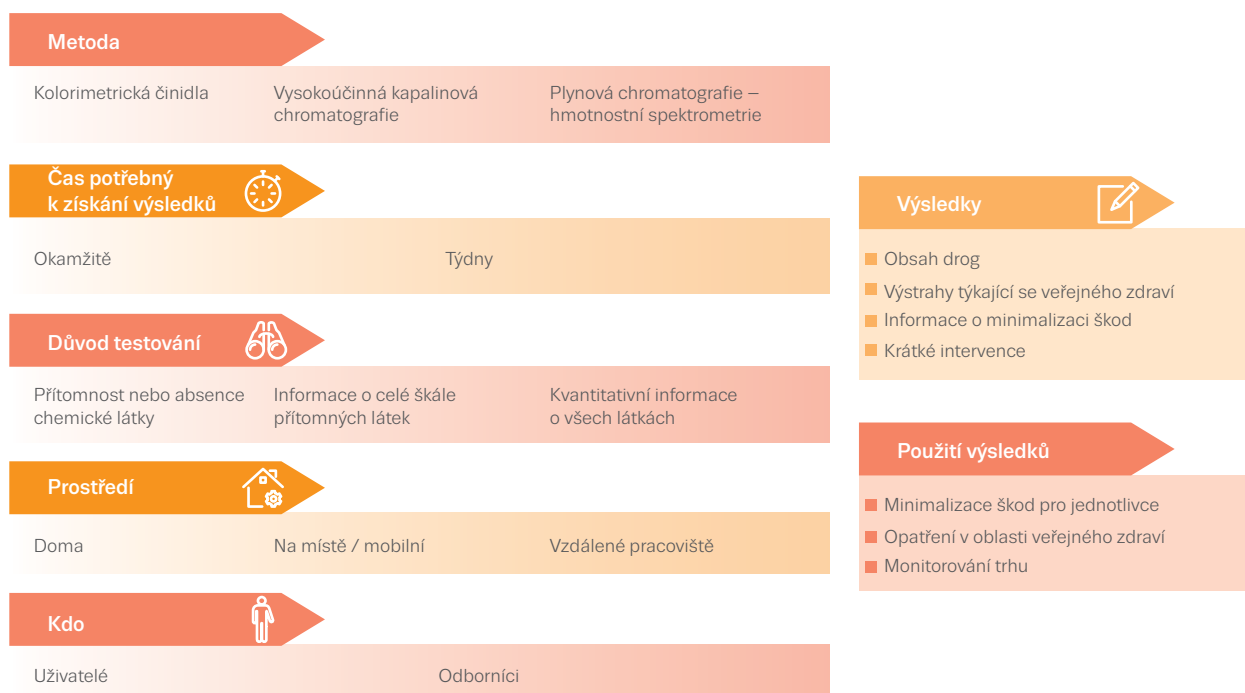 Metoda
Kolorimetrická činidla
Vysokoúčinná kapalinová
chromatografie
Plynová chromatografie –
hmotnostní spektrometrie
Čas potřebný
k získání výsledků
Okamžitě
Týdny
Důvod testování
Přítomnost nebo absence
chemické látky
Informace o celé škále
přítomných látek
Kvantitativní informace
o všech látkách
Prostředí
Doma
Na místě / mobilní
Vzdálené pracoviště
Kdo
Uživatelé
Odborníci
Výsledky
Obsah drog
Výstrahy týkající se veřejného zdraví
Informace o minimalizaci škod
Krátké intervence
Použití výsledků
Minimalizace škod pro jednotlivce
Opatření v oblasti veřejného zdraví
Monitorování trhu